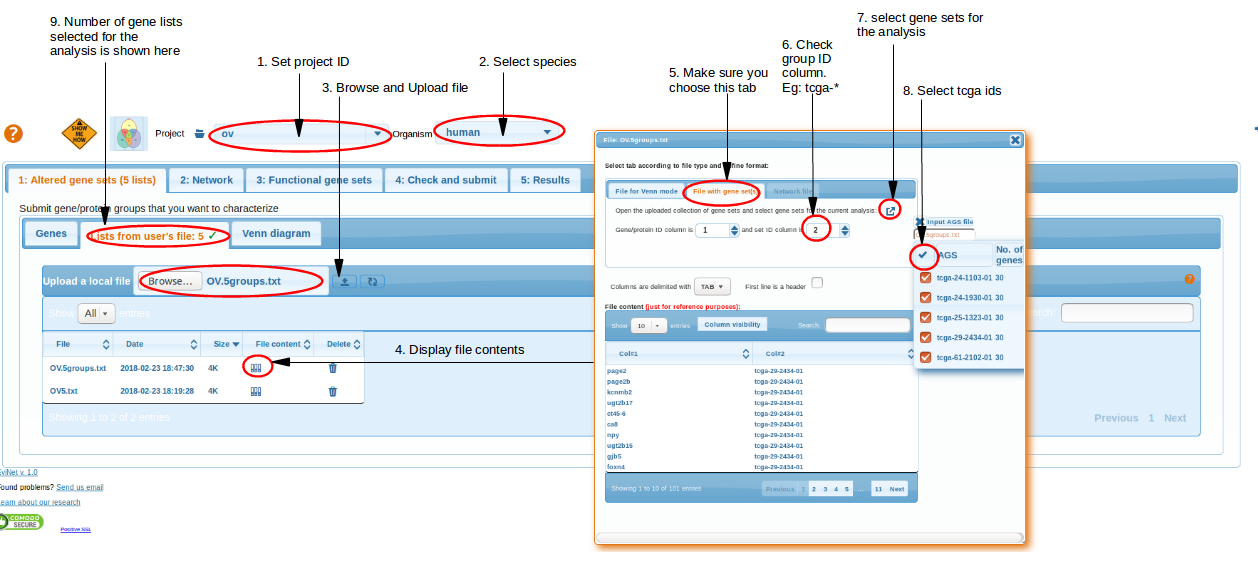 9. Number of gene lists
selected for the
analysis is shown here
1. Set project ID
2. Select species
3. Browse and Upload file
5. Make sure you
choose this tab
6. Check
group ID
column.
Eg: tcga-*
7. select gene sets for
the analysis
8. Select tcga ids
?
SHOW
ME
HOW
Project
ov
Organism
human
1: Altered gene sets (5 lists)
2: Network
3: Functional gene sets
4: Check and submit
5: Results
Submit gene/protein groups that you want to characterize
Genes
Lists from user's file: 5 ✓
Venn diagram
Upload a local file
Browse...
OV.5groups.txt
Show All entries
File Date Size File content Delete
OV.5groups.txt 2018-02-23 18:47:30 4K
OV5.txt 2018-02-23 18:19:28 4K
Showing 1 to 2 of 2 entries
4. Display file contents
Previous 1 Next
EviNet v. 1.0
Found problems? Send us email
Learn about our research
COMODO
SECURE
Positive SSL
File: OV.5groups.txt
Select tab according to file type and define format:
File for Venn mode
File with gene set(s)
Network file
Open the uploaded collection of gene sets and select gene sets for the current analysis:
Gene/protein ID column is 1 and set ID column is 2
Columns are delimited with TAB First line is a header
File content (just for reference purposes):
Show 10 entries Column visibility Search:
Col#1 Col#2
page2 tcga-29-2434-01
page2b tcga-29-2434-01
kcnmb2 tcga-29-2434-01
ugt2b17 tcga-29-2434-01
ct45-6 tcga-29-2434-01
ca8 tcga-29-2434-01
npy tcga-29-2434-01
ugt2b15 tcga-29-2434-01
gjb5 tcga-29-2434-01
foxn4 tcga-29-2434-01
Showing 1 to 10 of 101 entries
Previous 1 2 3 4 5 ... 11 Next
Input AGS file
AGS No. of
genes
tcga-24-1103-01 30
tcga-24-1930-01 30
tcga-25-1323-01 30
tcga-29-2434-01 30
tcga-61-2102-01 30
?